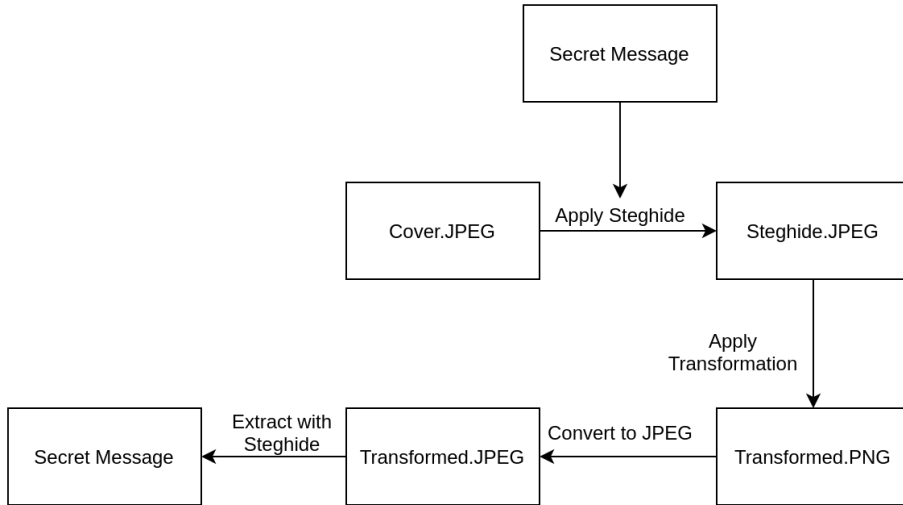 Secret Message
Cover.JPEG
Apply Steghide
Steghide.JPEG
Apply
Transformation
Secret Message
Extract with
Steghide
Transformed.JPEG
Convert to JPEG
Transformed.PNG